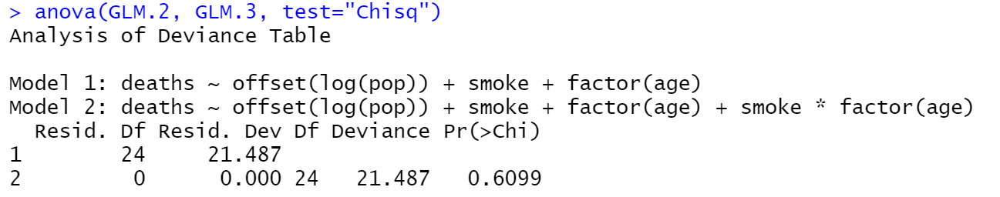 > anova(GLM.2, GLM.3, test="Chisq")
Analysis of Deviance Table
Model 1: deaths ~ offset(log(pop)) + smoke + factor(age)
Model 2: deaths ~ offset(log(pop)) + smoke + factor(age) + smoke * factor(age)
  Resid. Df Resid. Dev Df Deviance Pr(>Chi)
1        24     21.487
2         0      0.000 24   21.487   0.6099